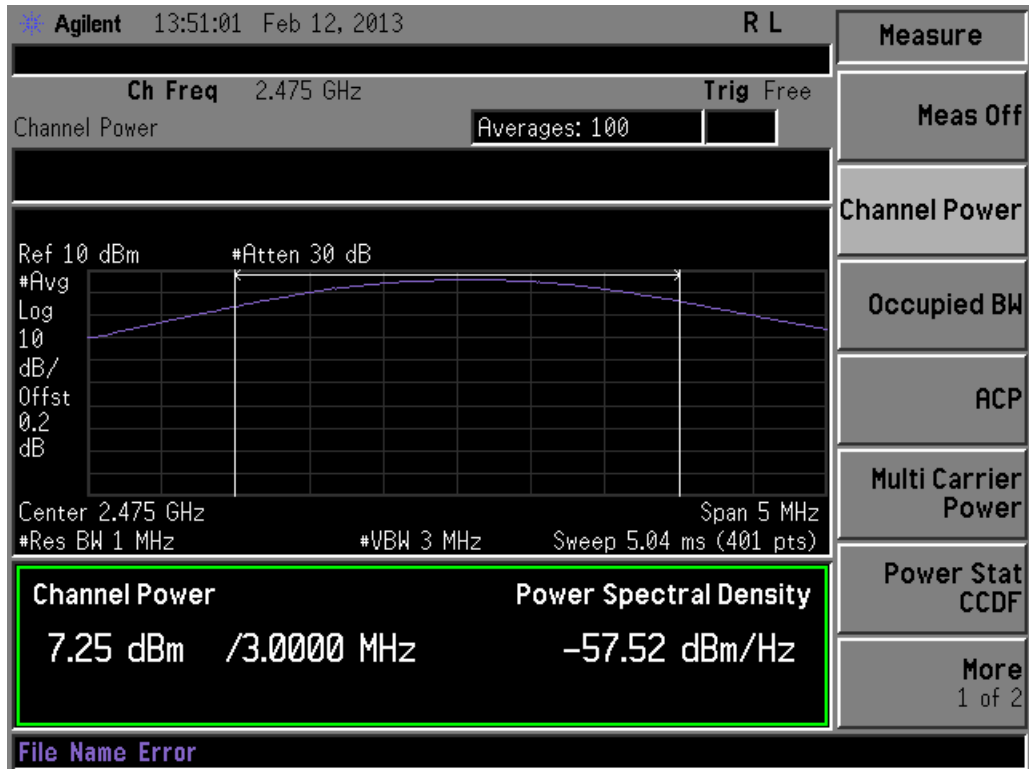 Agilent 13:51:01 Feb 12, 2013 R L
Measure
Ch Freq 2.475 GHz Trig Free
Channel Power Averages: 100
Meas Off
Channel Power
Ref 10 dBm #Atten 30 dB
#Avg
Log
10
dB/
Offst
0.2
dB
Occupied BW
ACP
Center 2.475 GHz Span 5 MHz
#Res BW 1 MHz #VBW 3 MHz Sweep 5.04 ms (401 pts)
Multi Carrier
Power
Channel Power Power Spectral Density
7.25 dBm /3.0000 MHz -57.52 dBm/Hz
Power Stat
CCDF
More
1 of 2
File Name Error